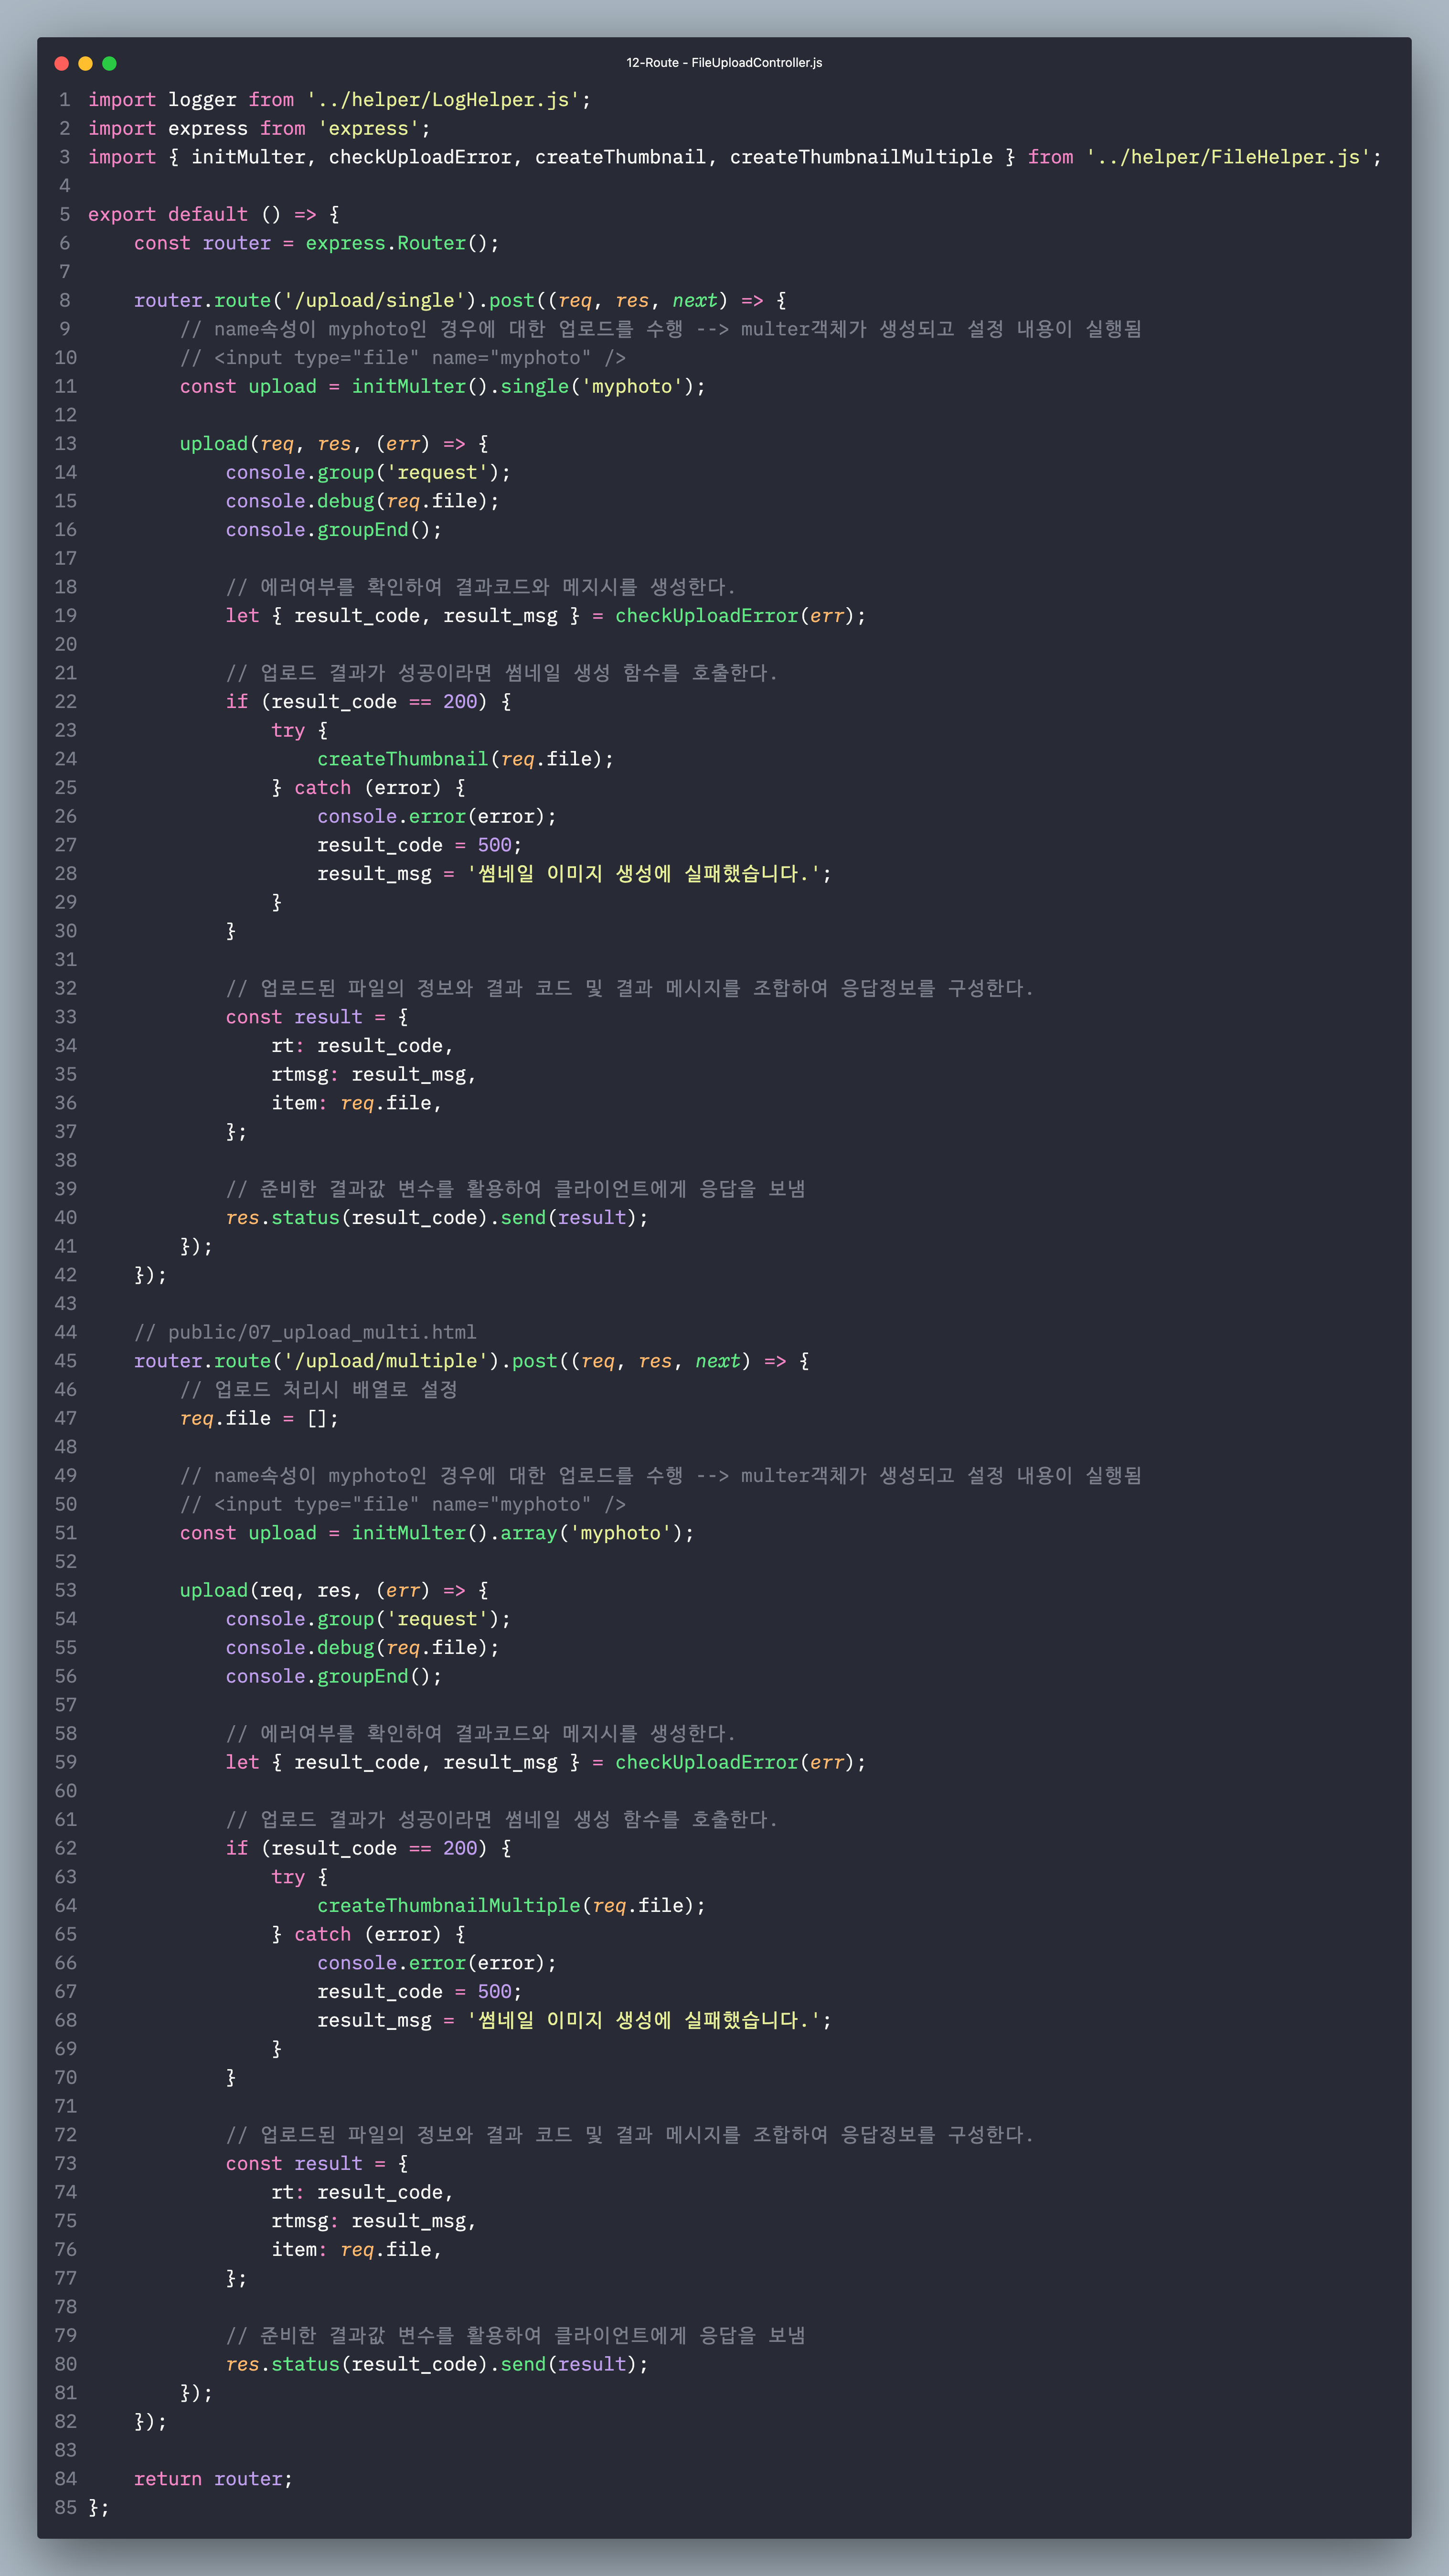 12-Route - FileUploadController.js
1 import logger from '../helper/LogHelper.js';
2 import express from 'express';
3 import { initMulter, checkUploadError, createThumbnail, createThumbnailMultiple } from '../helper/FileHelper.js';
4
5 export default () => {
6     const router = express.Router();
7
8     router.route('/upload/single').post((req, res, next) => {
9         // name속성이 myphoto인 경우에 대한 업로드를 수행 --> multer객체가 생성되고 설정 내용이 실행됨
10         // <input type="file" name="myphoto" />
11         const upload = initMulter().single('myphoto');
12
13         upload(req, res, (err) => {
14             console.group('request');
15             console.debug(req.file);
16             console.groupEnd();
17
18             // 에러여부를 확인하여 결과코드와 메지시를 생성한다.
19             let { result_code, result_msg } = checkUploadError(err);
20
21             // 업로드 결과가 성공이라면 썸네일 생성 함수를 호출한다.
22             if (result_code == 200) {
23                 try {
24                     createThumbnail(req.file);
25                 } catch (error) {
26                     console.error(error);
27                     result_code = 500;
28                     result_msg = '썸네일 이미지 생성에 실패했습니다.';
29                 }
30             }
31
32             // 업로드된 파일의 정보와 결과 코드 및 결과 메시지를 조합하여 응답정보를 구성한다.
33             const result = {
34                 rt: result_code,
35                 rtmsg: result_msg,
36                 item: req.file,
37             };
38
39             // 준비한 결과값 변수를 활용하여 클라이언트에게 응답을 보냄
40             res.status(result_code).send(result);
41         });
42     });
43
44     // public/07_upload_multi.html
45     router.route('/upload/multiple').post((req, res, next) => {
46         // 업로드 처리시 배열로 설정
47         req.file = [];
48
49         // name속성이 myphoto인 경우에 대한 업로드를 수행 --> multer객체가 생성되고 설정 내용이 실행됨
50         // <input type="file" name="myphoto" />
51         const upload = initMulter().array('myphoto');
52
53         upload(req, res, (err) => {
54             console.group('request');
55             console.debug(req.file);
56             console.groupEnd();
57
58             // 에러여부를 확인하여 결과코드와 메지시를 생성한다.
59             let { result_code, result_msg } = checkUploadError(err);
60
61             // 업로드 결과가 성공이라면 썸네일 생성 함수를 호출한다.
62             if (result_code == 200) {
63                 try {
64                     createThumbnailMultiple(req.file);
65                 } catch (error) {
66                     console.error(error);
67                     result_code = 500;
68                     result_msg = '썸네일 이미지 생성에 실패했습니다.';
69                 }
70             }
71
72             // 업로드된 파일의 정보와 결과 코드 및 결과 메시지를 조합하여 응답정보를 구성한다.
73             const result = {
74                 rt: result_code,
75                 rtmsg: result_msg,
76                 item: req.file,
77             };
78
79             // 준비한 결과값 변수를 활용하여 클라이언트에게 응답을 보냄
80             res.status(result_code).send(result);
81         });
82     });
83
84     return router;
85 };